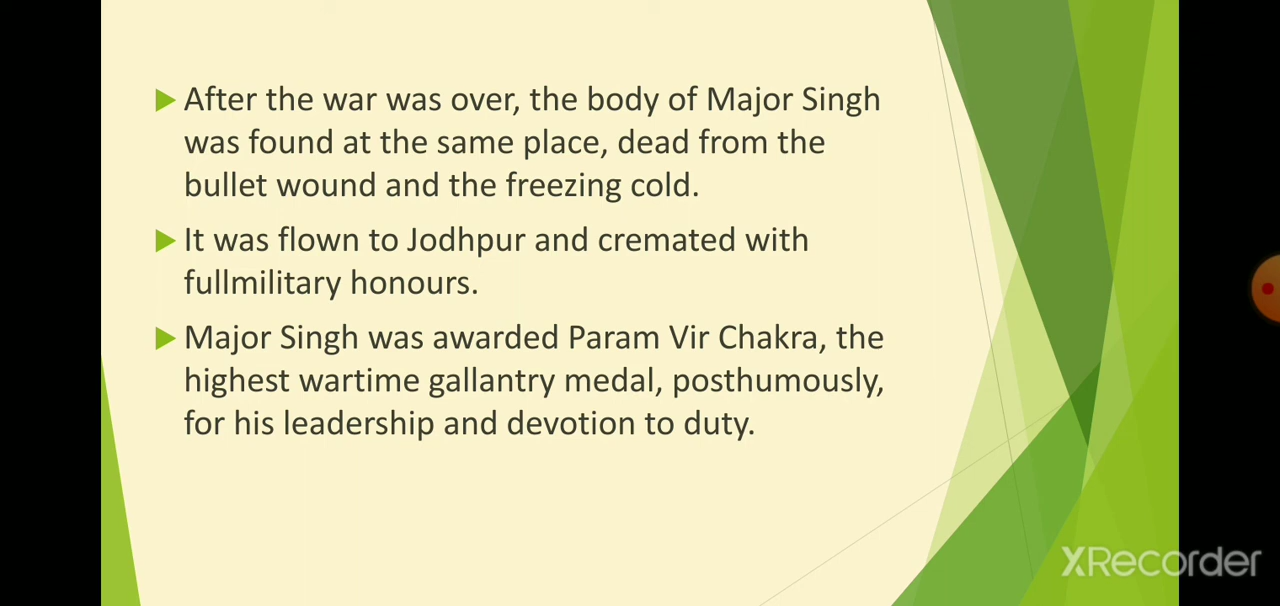 After the war was over, the body of Major Singh
was found at the same place, dead from the
bullet wound and the freezing cold.
It was flown to Jodhpur and cremated with
fullmilitary honours.
Major Singh was awarded Param Vir Chakra, the
highest wartime gallantry medal, posthumously,
for his leadership and devotion to duty.
XRecorder